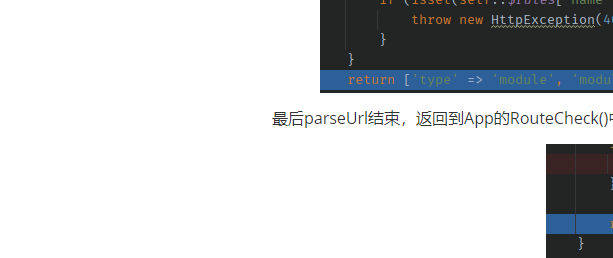 if (isset(self::$rules['name
throw new HttpException(40
}
}
return ['type' => 'module', 'modu
最后parseUrl结束，返回到App的RouteCheck()中
}